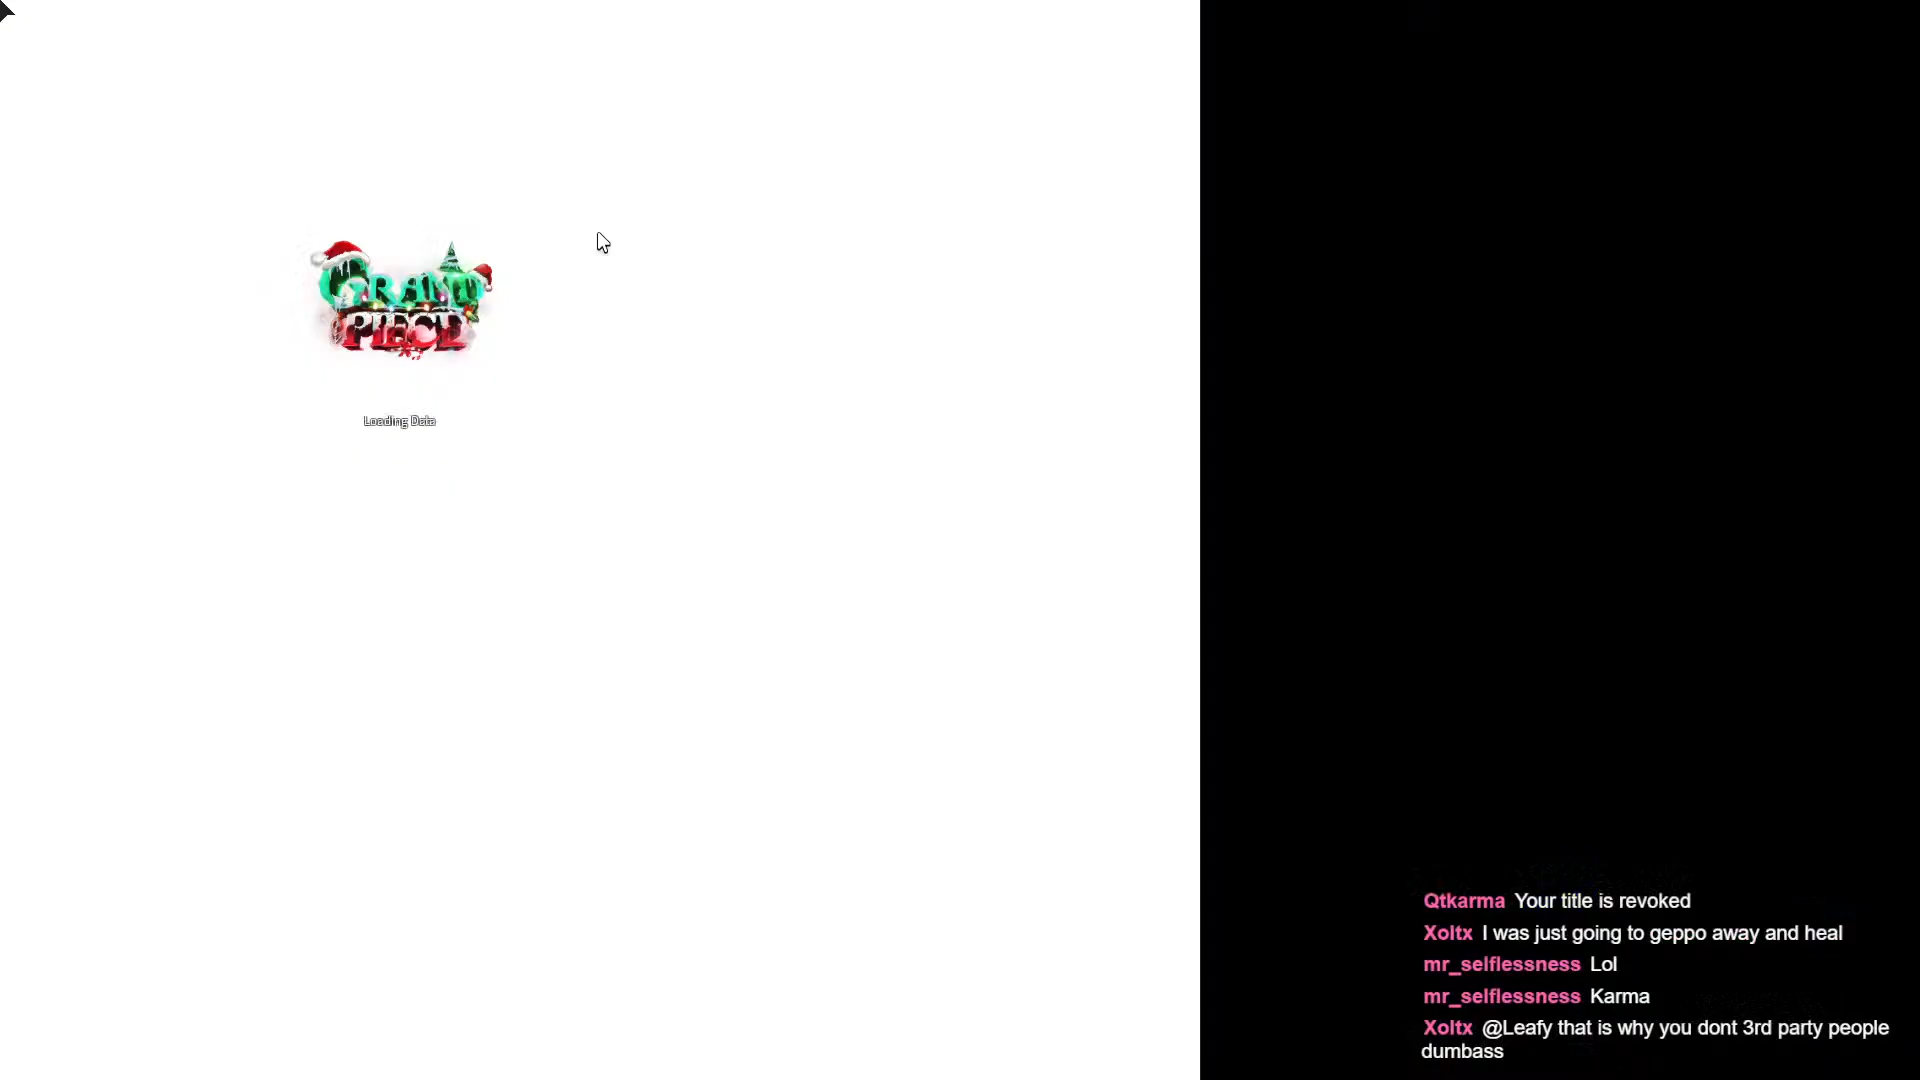 GRAND
PIECE
Loading Data
Qtkarma Your title is revoked
Xoltx I was just going to geppo away and heal
mr_selflessness Lol
mr_selflessness Karma
Xoltx @Leafy that is why you dont 3rd party people
dumbass